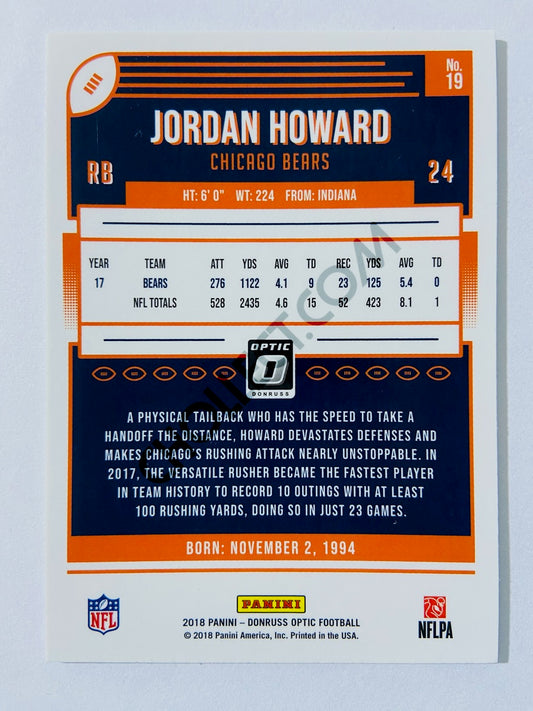 No.
19
JORDAN HOWARD
CHICAGO BEARS
RB
24
HT: 6' 0" WT: 224 FROM: INDIANA
YEAR TEAM ATT YDS AVG TD REC YDS AVG TD
17 BEARS 276 1122 4.1 9 23 125 5.4 0
NFL TOTALS 528 2435 4.6 15 52 423 8.1 1
OPTIC
DONRUSS
A PHYSICAL TAILBACK WHO HAS THE SPEED TO TAKE A
HANDOFF THE DISTANCE, HOWARD DEVASTATES DEFENSES AND
MAKES CHICAGO'S RUSHING ATTACK NEARLY UNSTOPPABLE. IN
2017, THE VERSATILE RUSHER BECAME THE FASTEST PLAYER
IN TEAM HISTORY TO RECORD 10 OUTINGS WITH AT LEAST
100 RUSHING YARDS, DOING SO IN JUST 23 GAMES.
BORN: NOVEMBER 2, 1994
PANINI
NFL
2018 PANINI – DONRUSS OPTIC FOOTBALL
© 2018 Panini America, Inc. Printed in the USA.
NFLPA